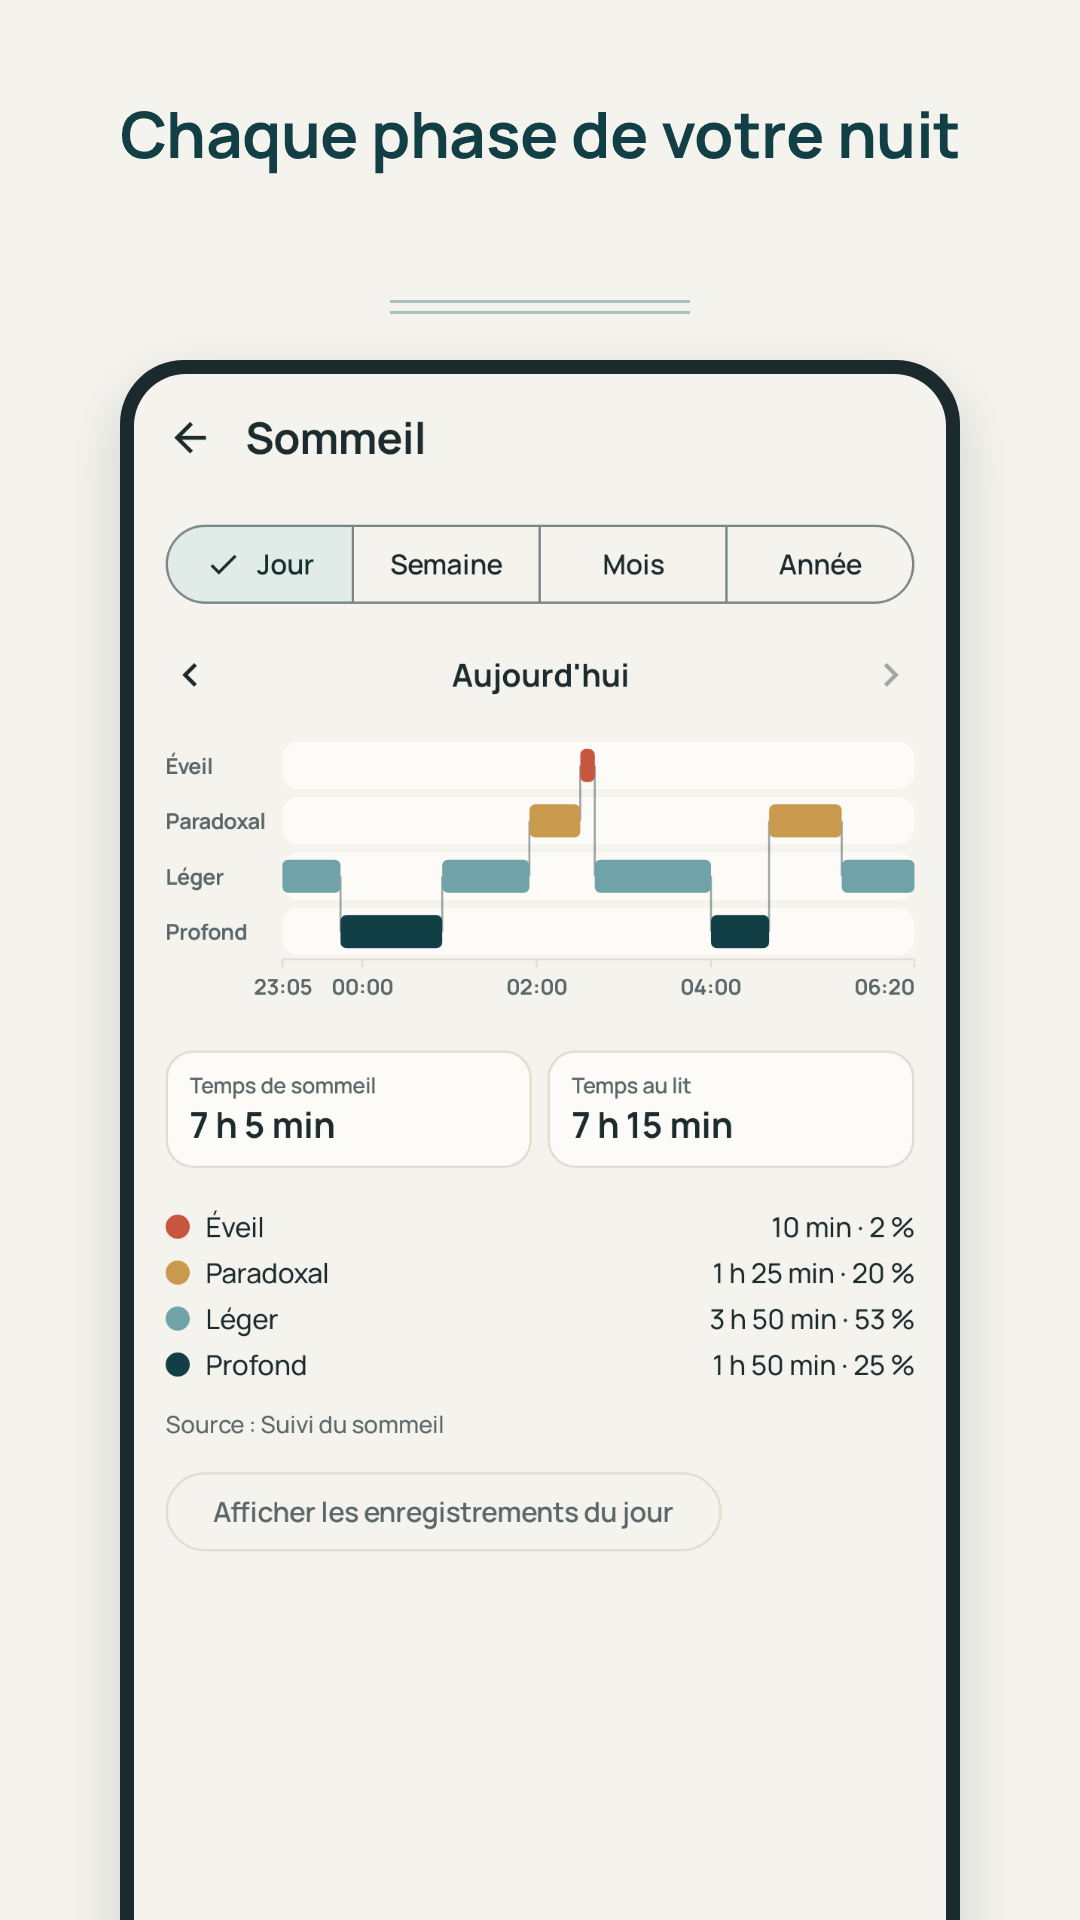 Chaque phase de votre nuit
Sommeil
Jour
Semaine
Mois
Année
Aujourd'hui
Éveil
Paradoxal
Léger
Profond
23:05 00:00 02:00 04:00 06:20
Temps de sommeil
7 h 5 min
Temps au lit
7 h 15 min
Éveil 10 min · 2 %
Paradoxal 1 h 25 min · 20 %
Léger 3 h 50 min · 53 %
Profond 1 h 50 min · 25 %
Source : Suivi du sommeil
Afficher les enregistrements du jour